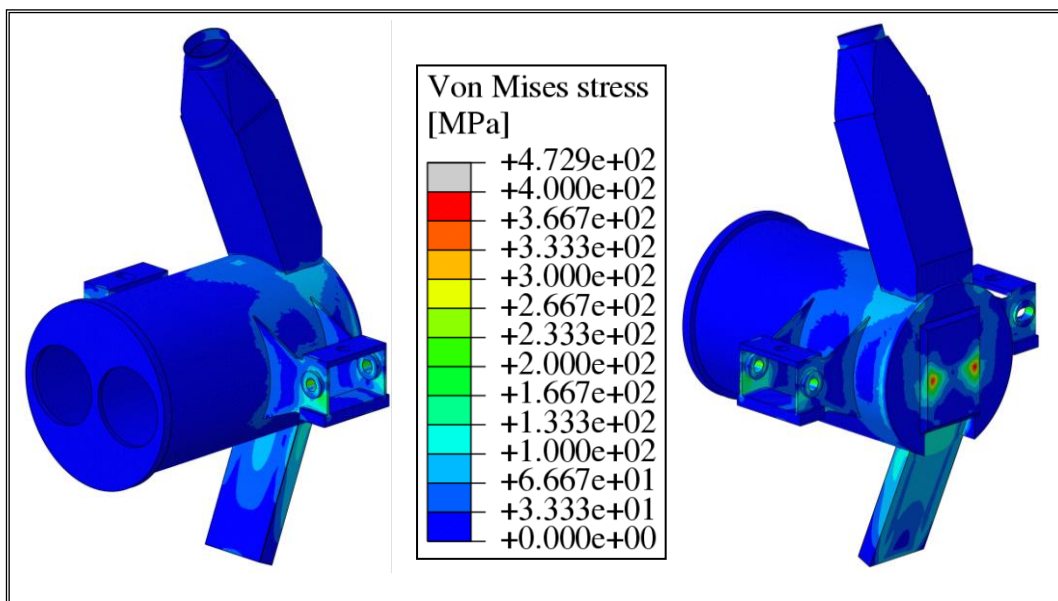 Von Mises stress
[MPa]
+4.729e+02
+4.000e+02
+3.667e+02
+3.333e+02
+3.000e+02
+2.667e+02
+2.333e+02
+2.000e+02
+1.667e+02
+1.333e+02
+1.000e+02
+6.667e+01
+3.333e+01
+0.000e+00